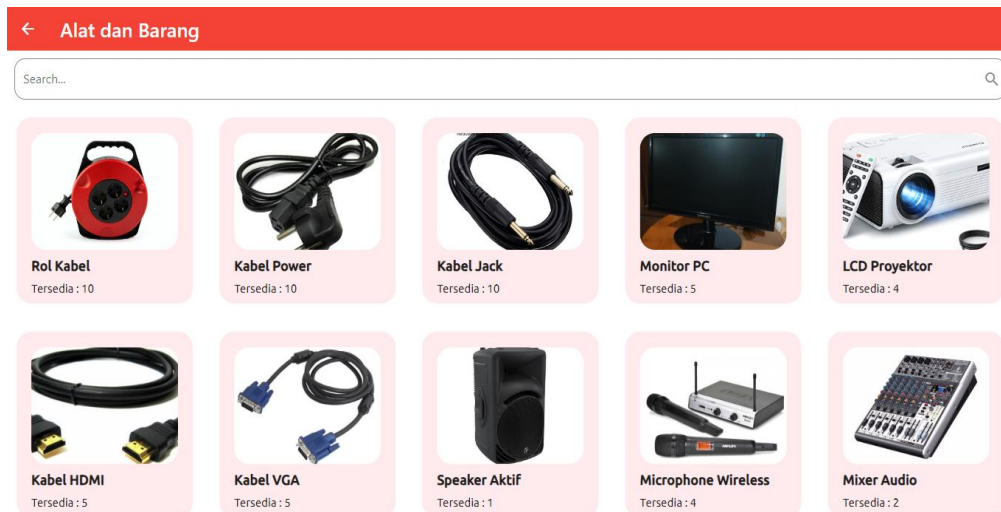 Alat dan Barang
Search...
Rol Kabel
Tersedia : 10
Kabel Power
Tersedia : 10
Kabel Jack
Tersedia : 10
Monitor PC
Tersedia : 5
LCD Proyektor
Tersedia : 4
Kabel HDMI
Tersedia : 5
Kabel VGA
Tersedia : 5
Speaker Aktif
Tersedia : 1
Microphone Wireless
Tersedia : 4
Mixer Audio
Tersedia : 2